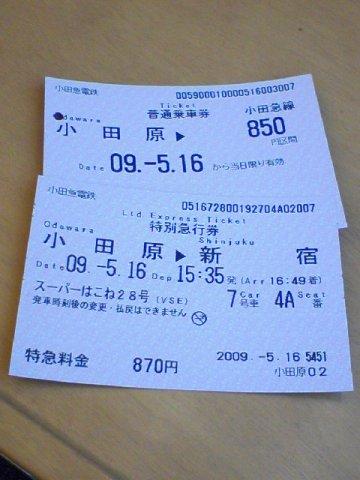 小田急電鉄
005900010000516003007
Ticket
普通乗車券
小田急線
Odawara
小田原▶
850
円区間
Date 09.-5.16 から当日限り有効
小田急電鉄
05167280019270 4A02007
Ltd Express Ticket
特別急行券
Odawara
Shinjuku
小田原▶新宿
Date 09.-5.16 Dep 15:35発(Arr 16:49着)
スーパーはこね28号(VSE)
7 Car 号車 4A Seat 番
発車時刻後の変更・払戻はできません
特急料金 870円
2009.-5.16 5451
小田原02